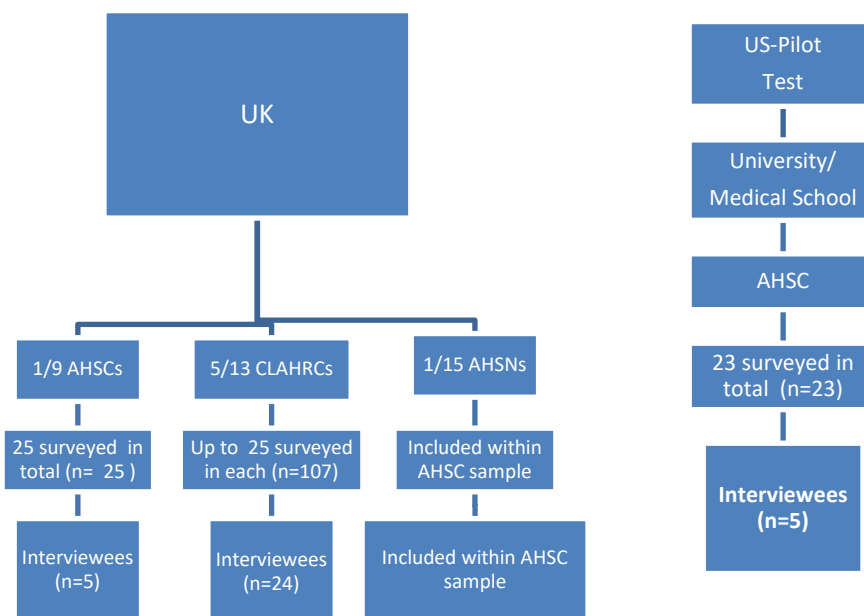 UK
1/9 AHSCs
5/13 CLAHRCs
1/15 AHSNs
25 surveyed in
total (n= 25 )
Up to 25 surveyed
in each (n=107)
Included within
AHSC sample
Interviewees
(n=5)
Interviewees
(n=24)
Included within AHSC
sample
US-Pilot
Test
University/
Medical School
AHSC
23 surveyed in
total (n=23)
Interviewees
(n=5)